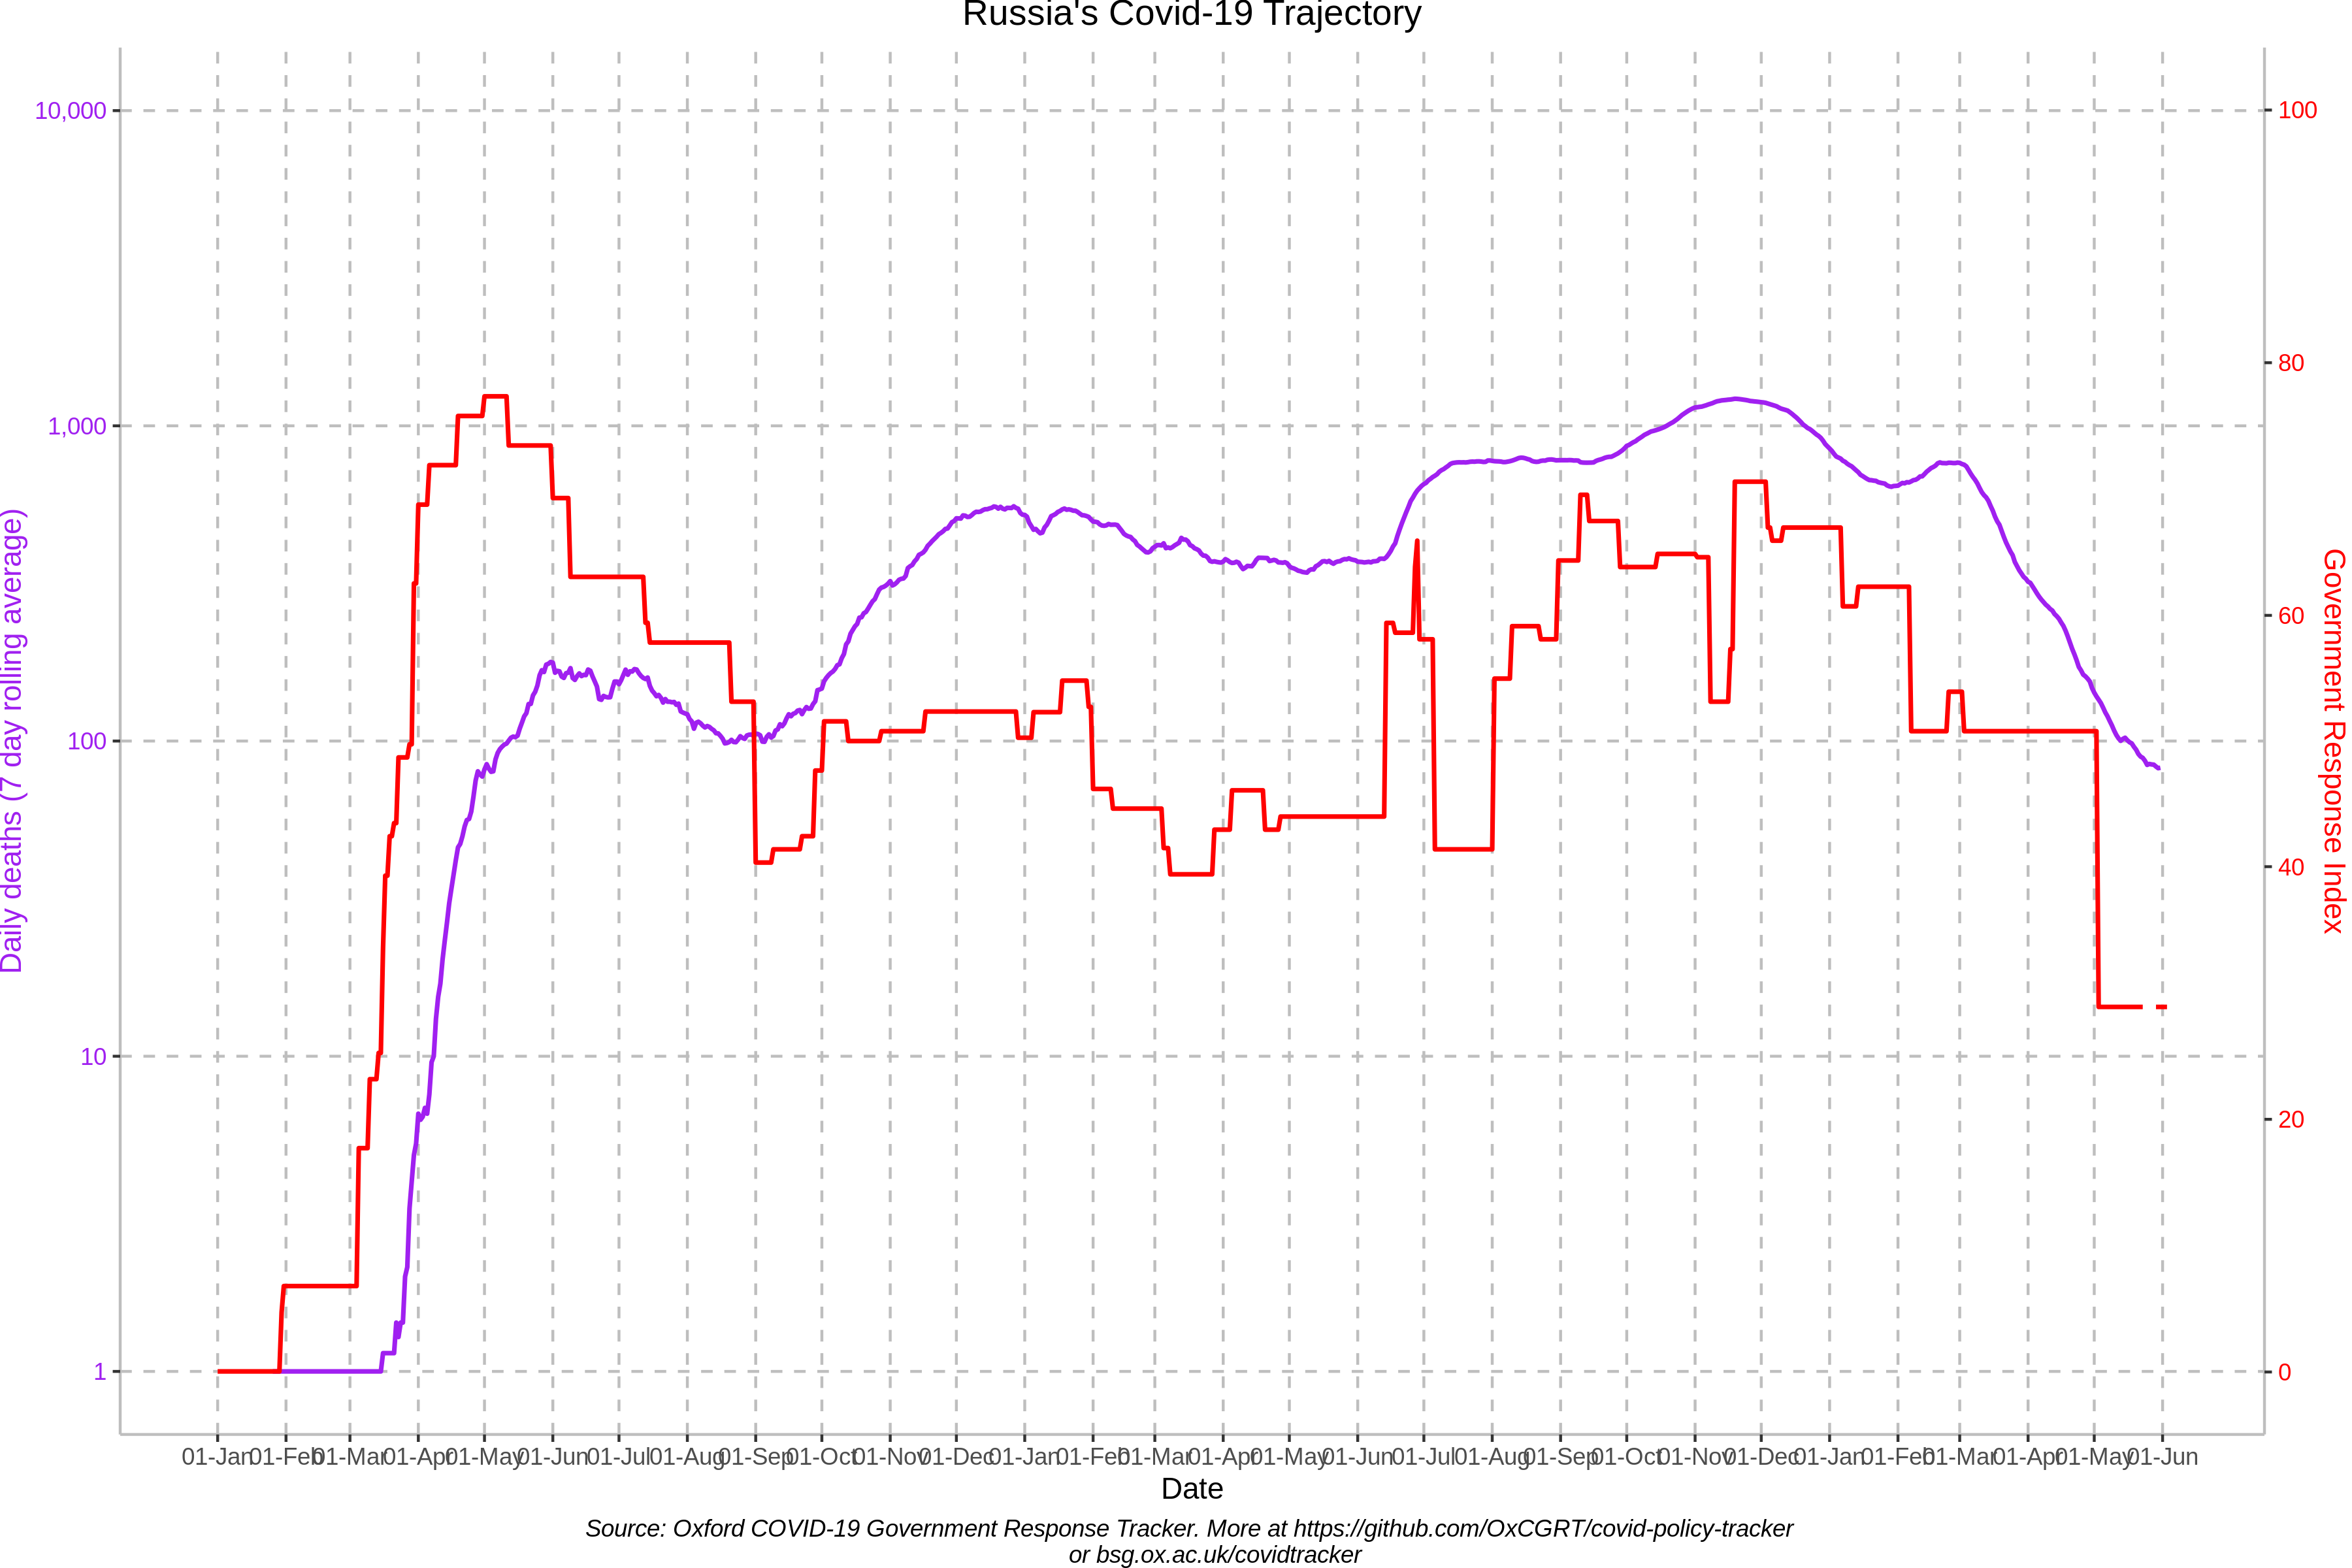 Russia's Covid-19 Trajectory
10,000
1,000
100
10
1
Daily deaths (7 day rolling average)
100
80
60
40
20
0
Government Response Index
01-Jan 01-Feb 01-Mar 01-Apr 01-May 01-Jun 01-Jul 01-Aug 01-Sep 01-Oct 01-Nov 01-Dec 01-Jan 01-Feb 01-Mar 01-Apr 01-May 01-Jun 01-Jul 01-Aug 01-Sep 01-Oct 01-Nov 01-Dec 01-Jan 01-Feb 01-Mar 01-Apr 01-May 01-Jun
Date
Source: Oxford COVID-19 Government Response Tracker. More at https://github.com/OxCGRT/covid-policy-tracker
or bsg.ox.ac.uk/covidtracker